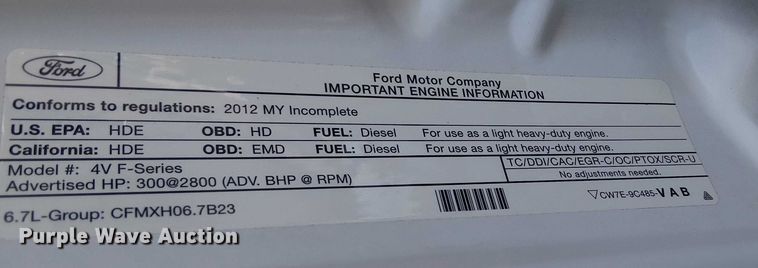 Ford
Ford Motor Company
IMPORTANT ENGINE INFORMATION
Conforms to regulations: 2012 MY Incomplete
U.S. EPA: HDE OBD: HD FUEL: Diesel For use as a light heavy-duty engine.
California: HDE OBD: EMD FUEL: Diesel For use as a light heavy-duty engine.
Model #: 4V F-Series
TC/DDI/CAC/EGR-C/OC/PTOX/SCR-U
Advertised HP: 300@2800 (ADV. BHP @ RPM)
No adjustments needed.
6.7L-Group: CFMXH06.7B23
CW7E-9C485-VAB
Purple Wave Auction